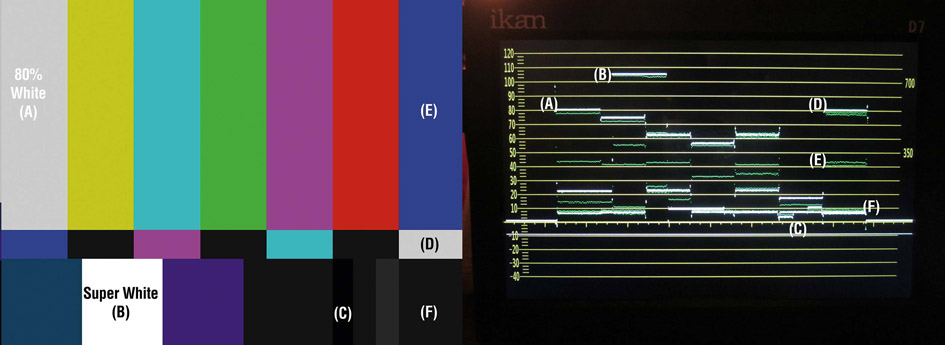 80%
White
(A)
(E)
(D)
Super White
(B)
(C)
(F)
ikan
D7
120
110
100
90
80
70
60
50
40
30
20
10
0
-10
-20
-30
-40
700
350
(B)
(A)
(D)
(E)
(F)
(C)